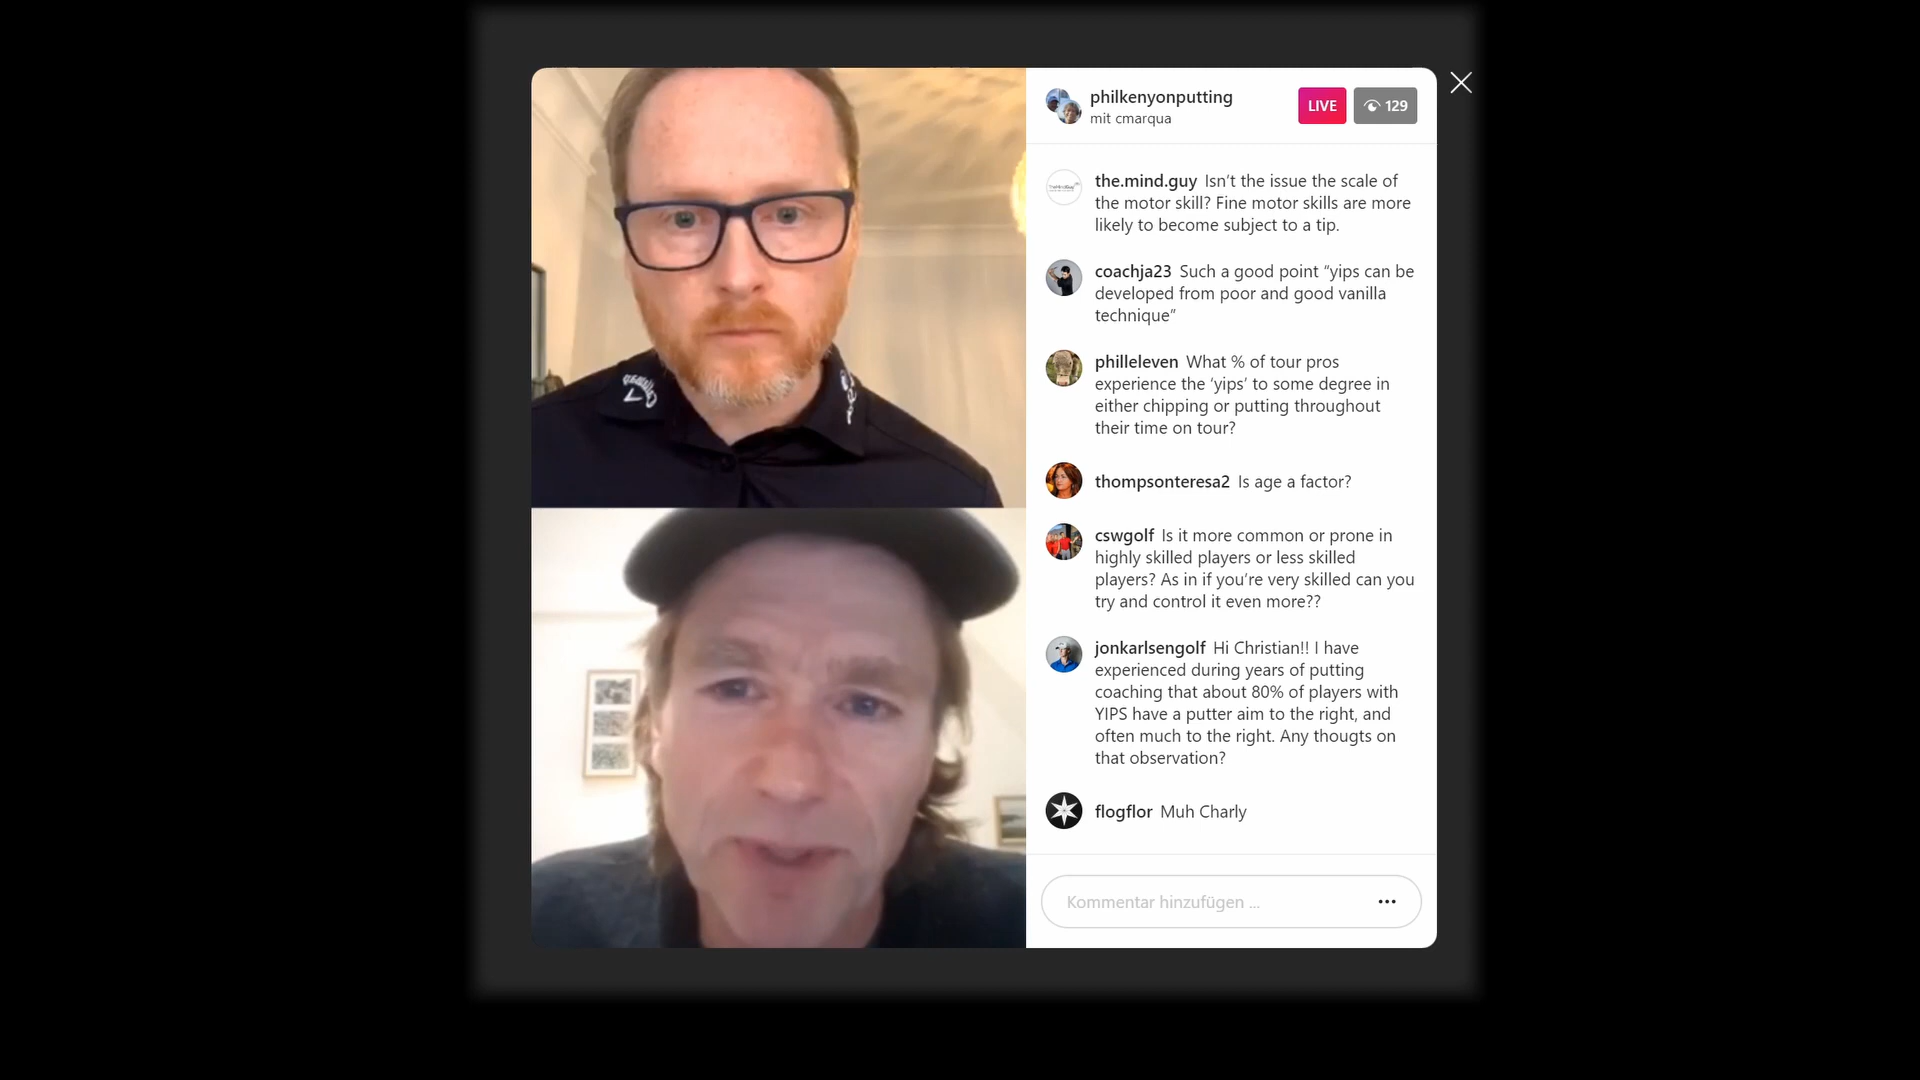 philkenyonputting
mit cmarqua
LIVE
129
the.mind.guy Isn't the issue the scale of
the motor skill? Fine motor skills are more
likely to become subject to a tip.
coachja23 Such a good point “yips can be
developed from poor and good vanilla
technique”
philleleven What % of tour pros
experience the ‘yips’ to some degree in
either chipping or putting throughout
their time on tour?
thompsonteresa2 Is age a factor?
cswgolf Is it more common or prone in
highly skilled players or less skilled
players? As in if you’re very skilled can you
try and control it even more??
jonkarlsengolf Hi Christian!! I have
experienced during years of putting
coaching that about 80% of players with
YIPS have a putter aim to the right, and
often much to the right. Any thougts on
that observation?
flogflor Muh Charly
Kommentar hinzufügen ...